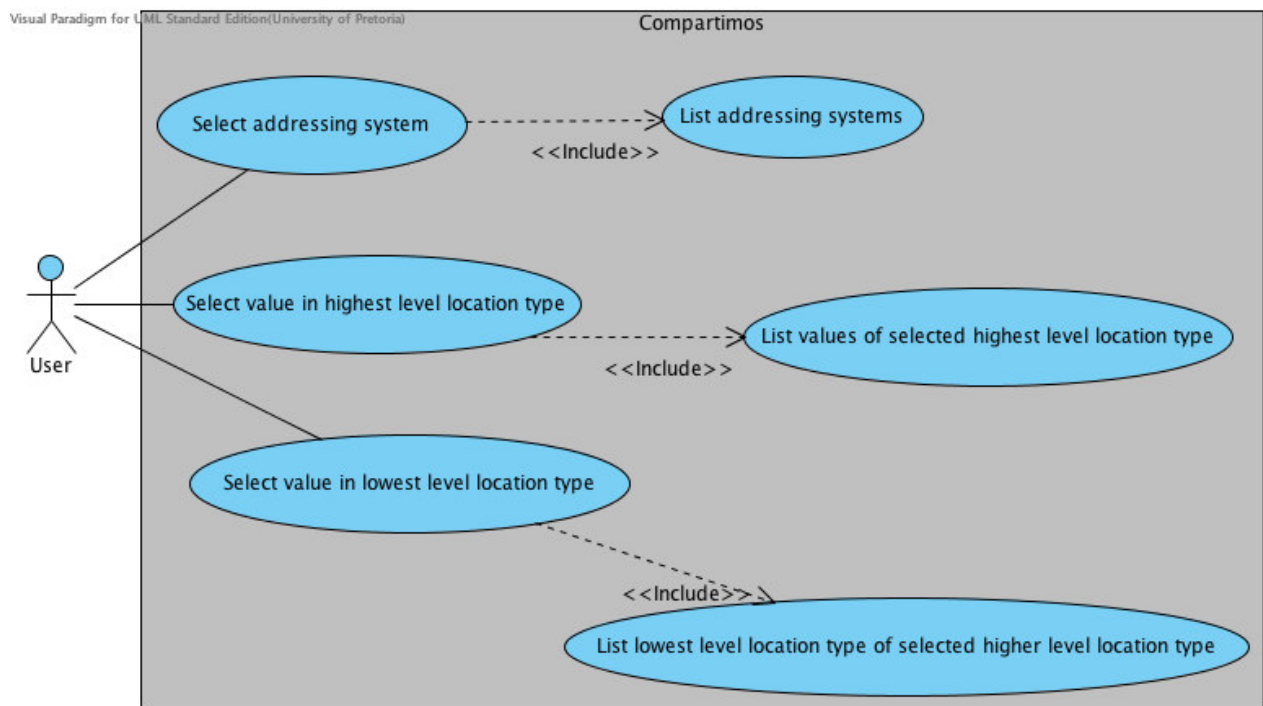 Visual Paradigm for UML Standard Edition(University of Pretoria)
Compartimos
Select addressing system
List addressing systems
<<Include>>
Select value in highest level location type
List values of selected highest level location type
<<Include>>
User
Select value in lowest level location type
<<Include>>
List lowest level location type of selected higher level location type